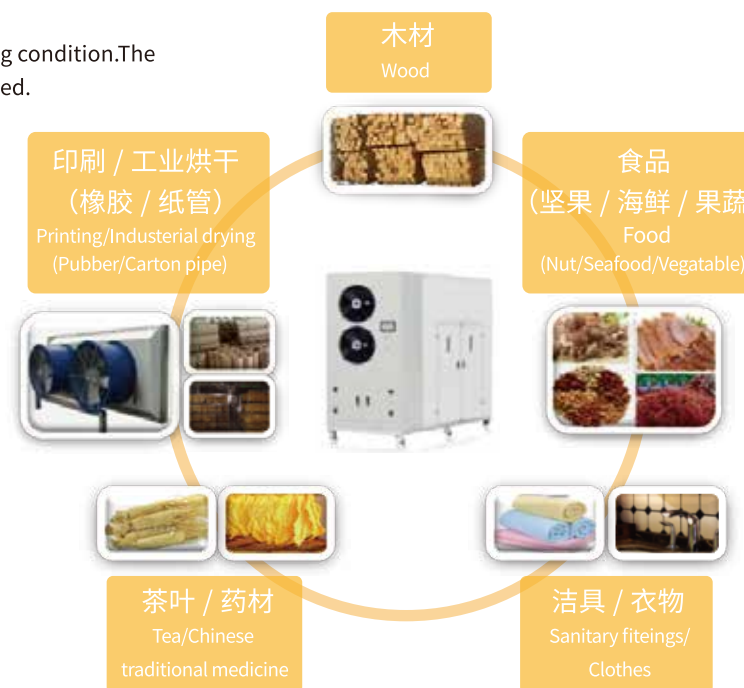 g condition.The
ed.
木材
Wood
印刷 / 工业烘干
（橡胶 / 纸管）
Printing/Industerial drying
(Pubber/Carton pipe)
食品
（坚果 / 海鲜 / 果蔬
Food
(Nut/Seafood/Vegatable)
茶叶 / 药材
Tea/Chinese
traditional medicine
洁具 / 衣物
Sanitary fiteings/
Clothes